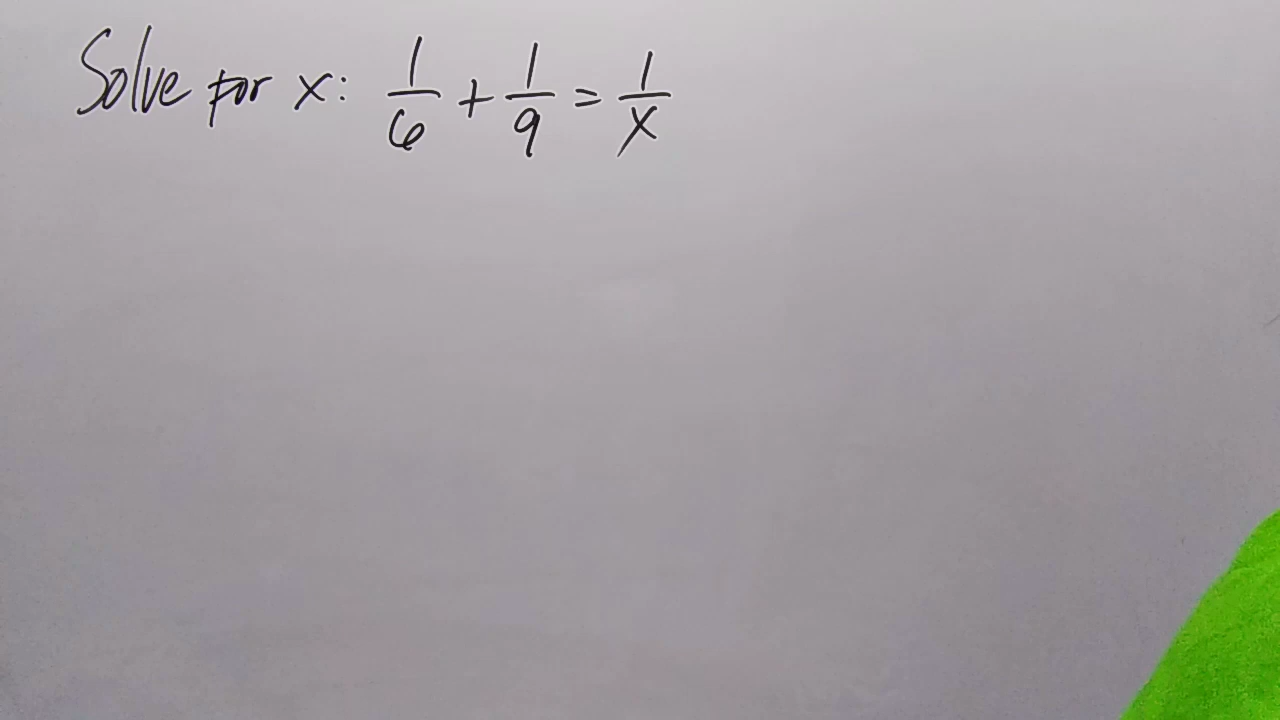 Solve for x: 1/6 + 1/9 = 1/x